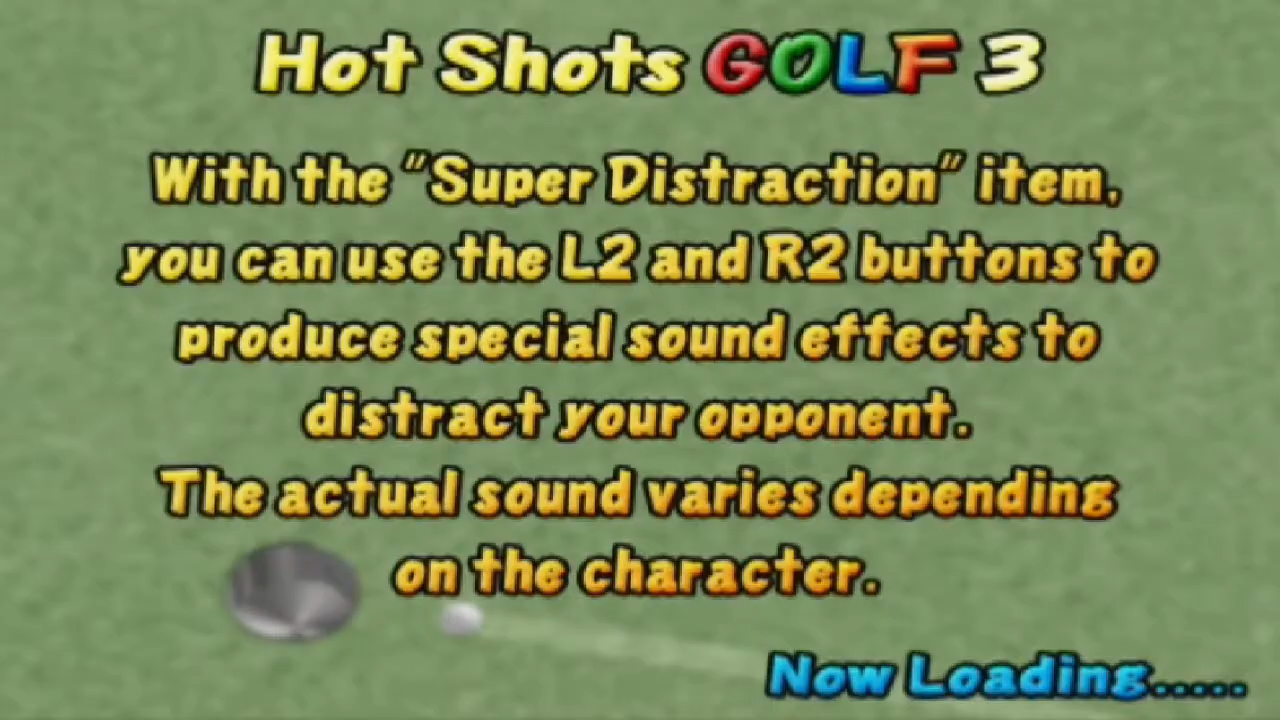 Hot Shots GOLF 3
With the "Super Distraction" item,
you can use the L2 and R2 buttons to
produce special sound effects to
distract your opponent.
The actual sound varies depending
on the character.
Now Loading.....